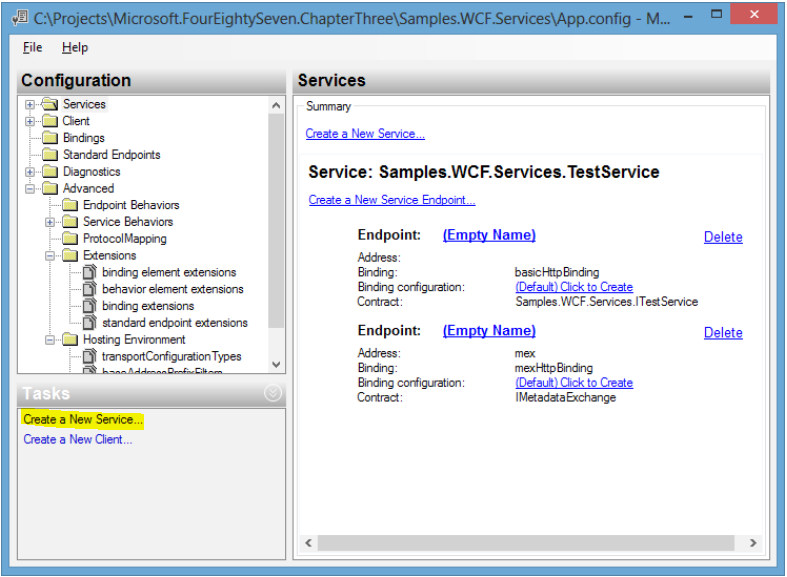 C:\Projects\Microsoft.FourEightySeven.ChapterThree\Samples.WCF.Services\App.config - M...
File Help
Configuration
Services
Client
Bindings
Standard Endpoints
Diagnostics
Advanced
Endpoint Behaviors
Service Behaviors
ProtocolMapping
Extensions
binding element extensions
behavior element extensions
binding extensions
standard endpoint extensions
Hosting Environment
transportConfigurationTypes
baseAddressPrefixFilters
Tasks
Create a New Service...
Create a New Client...
Services
Summary
Create a New Service...
Service: Samples.WCF.Services.TestService
Create a New Service Endpoint...
Endpoint: (Empty Name) Delete
Address:
Binding: basicHttpBinding
Binding configuration: (Default) Click to Create
Contract: Samples.WCF.Services.ITestService
Endpoint: (Empty Name) Delete
Address: mex
Binding: mexHttpBinding
Binding configuration: (Default) Click to Create
Contract: IMetadataExchange